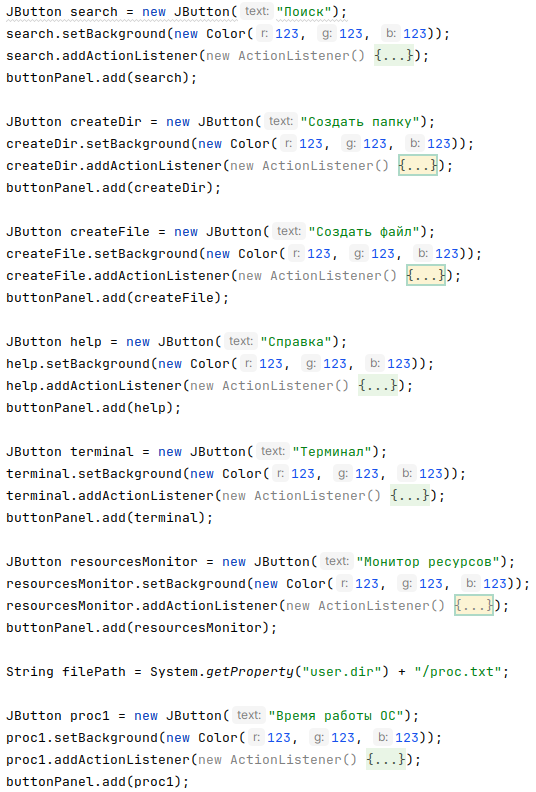 JButton search = new JButton( text: "Поиск");
search.setBackground(new Color( r: 123, g: 123, b: 123));
search.addActionListener(new ActionListener() {...});
buttonPanel.add(search);
JButton createDir = new JButton( text: "Создать папку");
createDir.setBackground(new Color( r: 123, g: 123, b: 123));
createDir.addActionListener(new ActionListener() {...});
buttonPanel.add(createDir);
JButton createFile = new JButton( text: "Создать файл");
createFile.setBackground(new Color( r: 123, g: 123, b: 123));
createFile.addActionListener(new ActionListener() {...});
buttonPanel.add(createFile);
JButton help = new JButton( text: "Справка");
help.setBackground(new Color( r: 123, g: 123, b: 123));
help.addActionListener(new ActionListener() {...});
buttonPanel.add(help);
JButton terminal = new JButton( text: "Терминал");
terminal.setBackground(new Color( r: 123, g: 123, b: 123));
terminal.addActionListener(new ActionListener() {...});
buttonPanel.add(terminal);
JButton resourcesMonitor = new JButton( text: "Монитор ресурсов");
resourcesMonitor.setBackground(new Color( r: 123, g: 123, b: 123));
resourcesMonitor.addActionListener(new ActionListener() {...});
buttonPanel.add(resourcesMonitor);
String filePath = System.getProperty("user.dir") + "/proc.txt";
JButton proc1 = new JButton( text: "Время работы ОС");
proc1.setBackground(new Color( r: 123, g: 123, b: 123));
proc1.addActionListener(new ActionListener() {...});
buttonPanel.add(proc1);